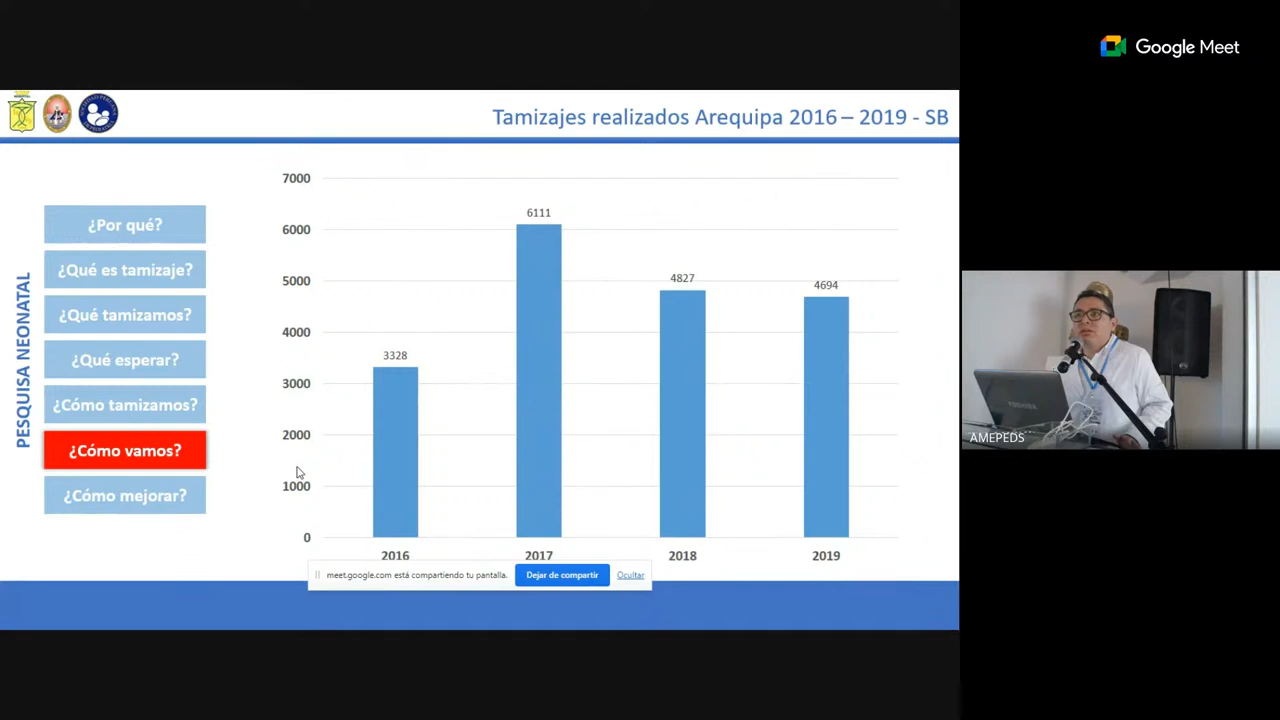 Google Meet
Tamizajes realizados Arequipa 2016 – 2019 - SB
PESQUISA NEONATAL
¿Por qué?
¿Qué es tamizaje?
¿Qué tamizamos?
¿Qué esperar?
¿Cómo tamizamos?
¿Cómo vamos?
¿Cómo mejorar?
7000
6000
5000
4000
3000
2000
1000
0
3328
6111
4827
4694
2016
2017
2018
2019
meet.google.com está compartiendo tu pantalla.
Dejar de compartir
Ocultar
TOSHIBA
AMEPEDS